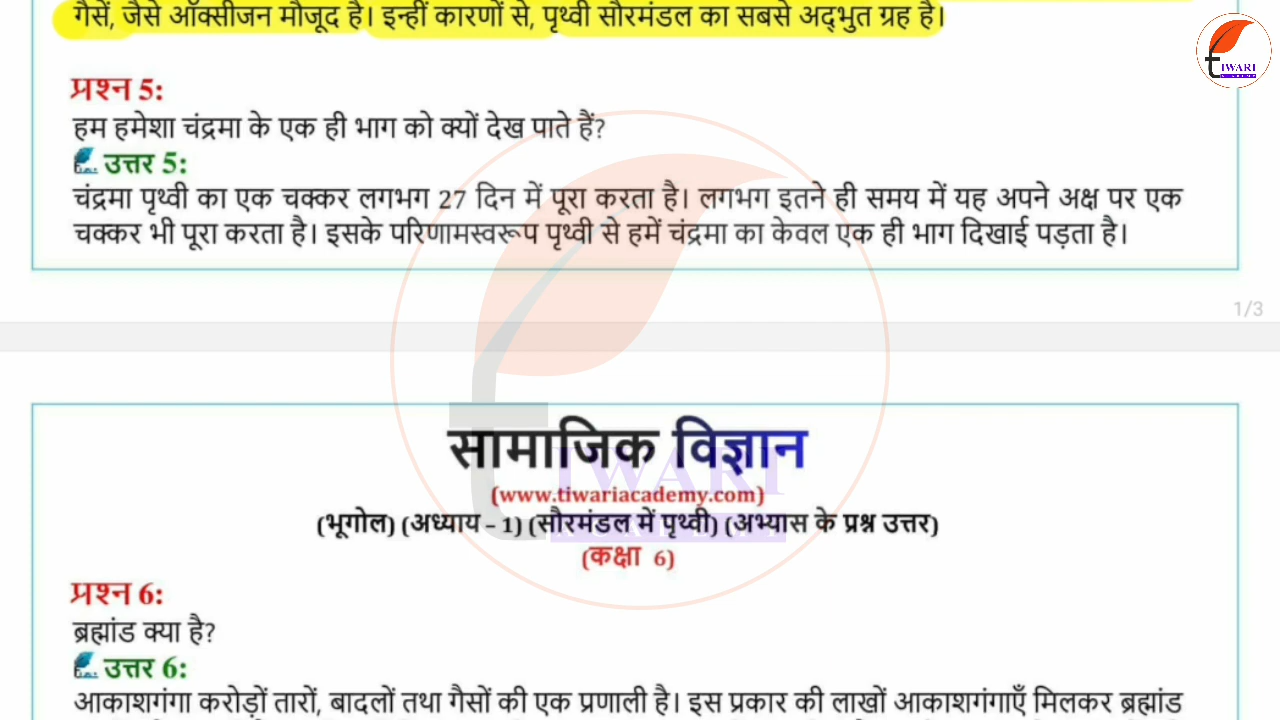 गैसें, जैसे ऑक्सीजन मौजूद है। इन्हीं कारणों से, पृथ्वी सौरमंडल का सबसे अद्भुत ग्रह है।
TIWARI
ACADEMY
प्रश्न 5:
हम हमेशा चंद्रमा के एक ही भाग को क्यों देख पाते हैं?
उत्तर 5:
चंद्रमा पृथ्वी का एक चक्कर लगभग 27 दिन में पूरा करता है। लगभग इतने ही समय में यह अपने अक्ष पर एक
चक्कर भी पूरा करता है। इसके परिणामस्वरूप पृथ्वी से हमें चंद्रमा का केवल एक ही भाग दिखाई पड़ता है।
1/3
सामाजिक विज्ञान
TIWARI
(www.tiwariacademy.com)
(भूगोल) (अध्याय – 1) (सौरमंडल में पृथ्वी) (अभ्यास के प्रश्न उत्तर)
ACADEMY
(कक्षा 6)
प्रश्न 6:
ब्रह्मांड क्या है?
उत्तर 6:
आकाशगंगा करोड़ों तारों, बादलों तथा गैसों की एक प्रणाली है। इस प्रकार की लाखों आकाशगंगाएँ मिलकर ब्रह्मांड